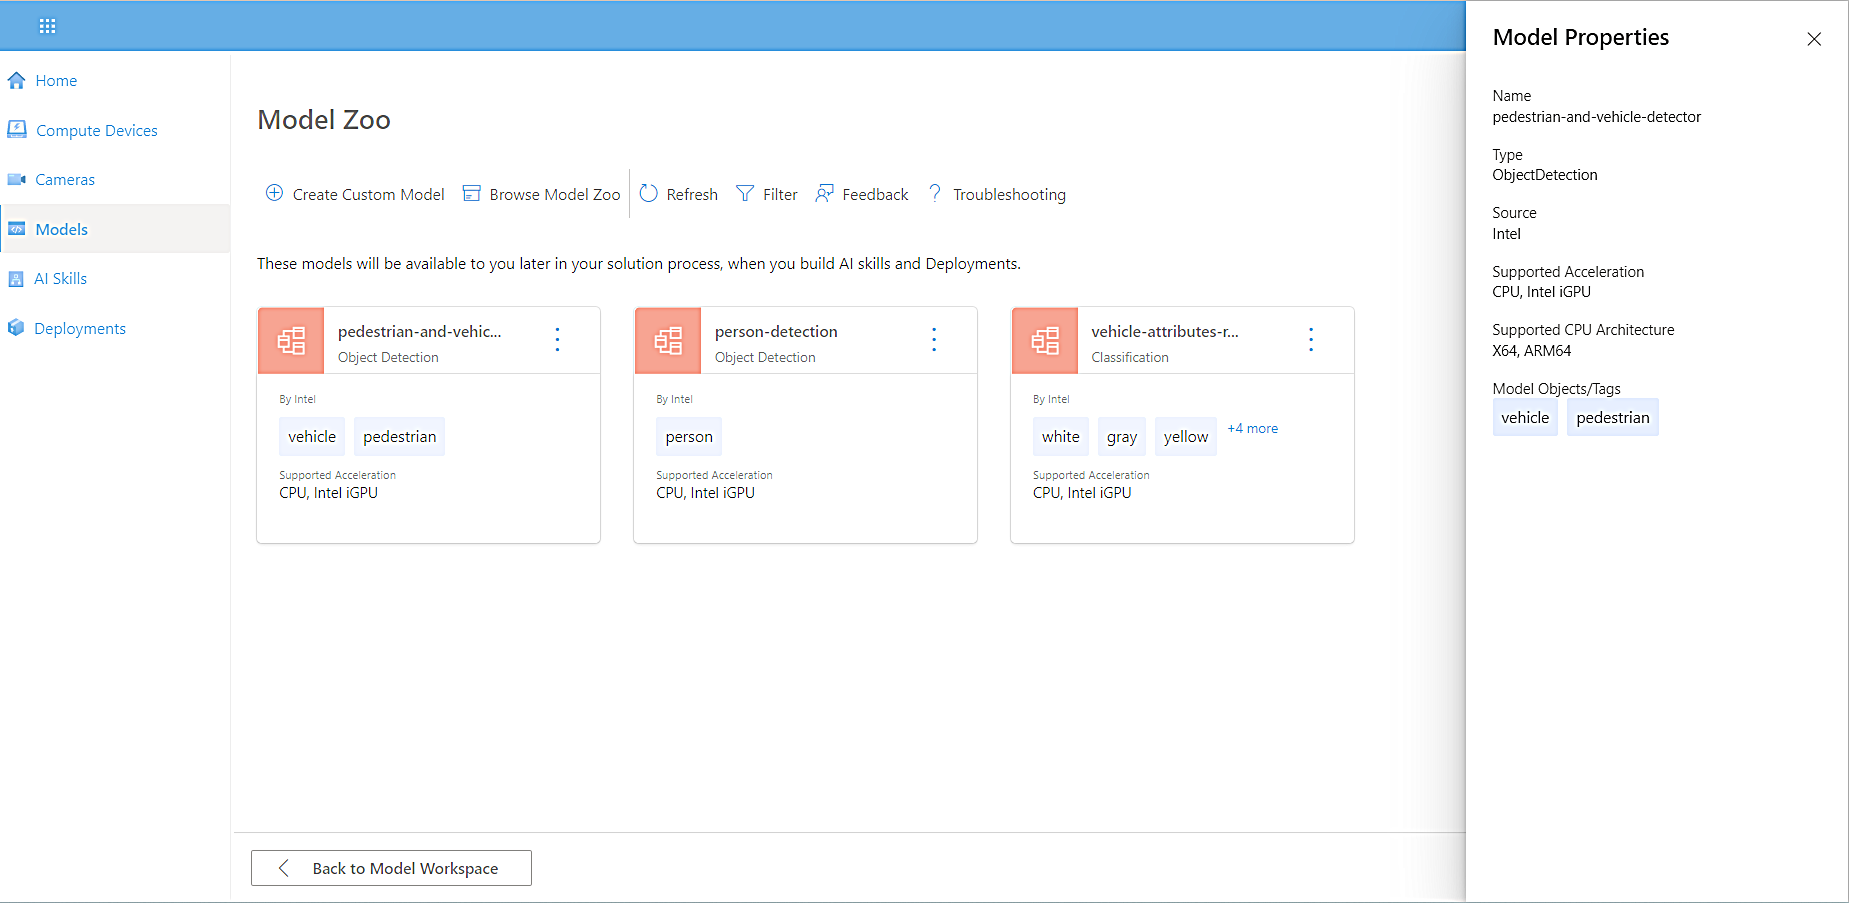 Home
Compute Devices
Cameras
Models
AI Skills
Deployments
Model Zoo
Create Custom Model
Browse Model Zoo
Refresh
Filter
Feedback
Troubleshooting
These models will be available to you later in your solution process, when you build AI skills and Deployments.
pedestrian-and-vehic...
Object Detection
By Intel
vehicle pedestrian
Supported Acceleration
CPU, Intel iGPU
person-detection
Object Detection
By Intel
person
Supported Acceleration
CPU, Intel iGPU
vehicle-attributes-r...
Classification
By Intel
white gray yellow +4 more
Supported Acceleration
CPU, Intel iGPU
Back to Model Workspace
Model Properties
Name
pedestrian-and-vehicle-detector
Type
ObjectDetection
Source
Intel
Supported Acceleration
CPU, Intel iGPU
Supported CPU Architecture
X64, ARM64
Model Objects/Tags
vehicle pedestrian